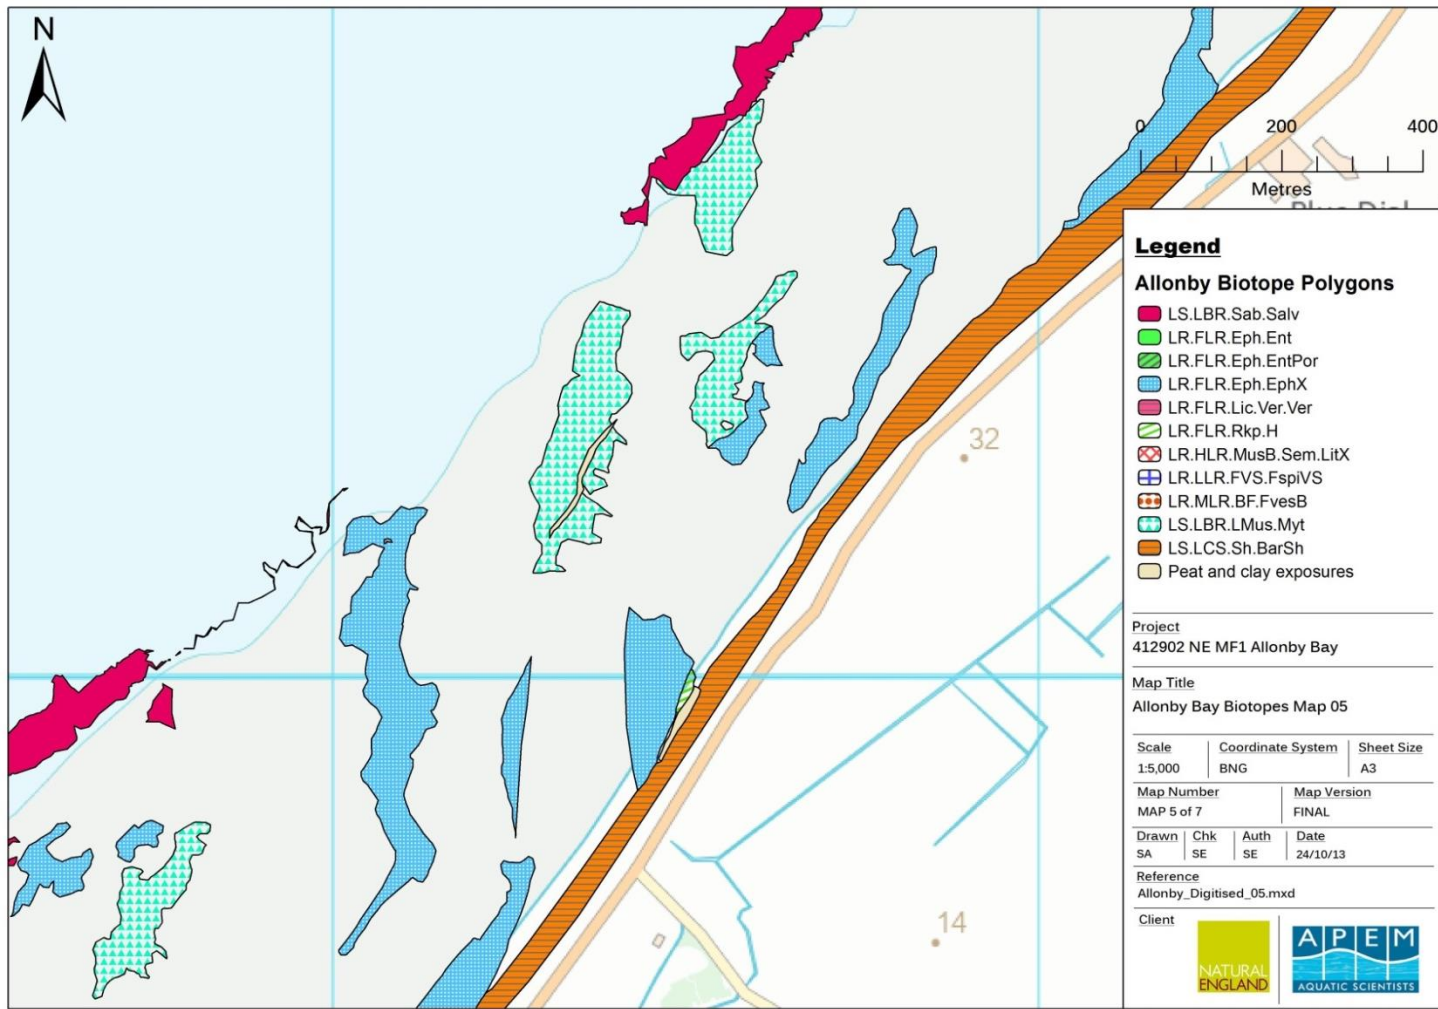 N
0 200 400
Metres
Legend
Allonby Biotope Polygons
LS.LBR.Sab.Salv
LR.FLR.Eph.Ent
LR.FLR.Eph.EntPor
LR.FLR.Eph.EphX
LR.FLR.Lic.Ver.Ver
LR.FLR.Rkp.H
LR.HLR.MusB.Sem.LitX
LR.LLR.FVS.FspiVS
LR.MLR.BF.FvesB
LS.LBR.LMus.Myt
LS.LCS.Sh.BarSh
Peat and clay exposures
32
14
Project
412902 NE MF1 Allonby Bay
Map Title
Allonby Bay Biotopes Map 05
Scale Coordinate System Sheet Size
1:5,000 BNG A3
Map Number Map Version
MAP 5 of 7 FINAL
Drawn Chk Auth Date
SA SE SE 24/10/13
Reference
Allonby_Digitised_05.mxd
Client
NATURAL
ENGLAND
APEM
AQUATIC SCIENTISTS